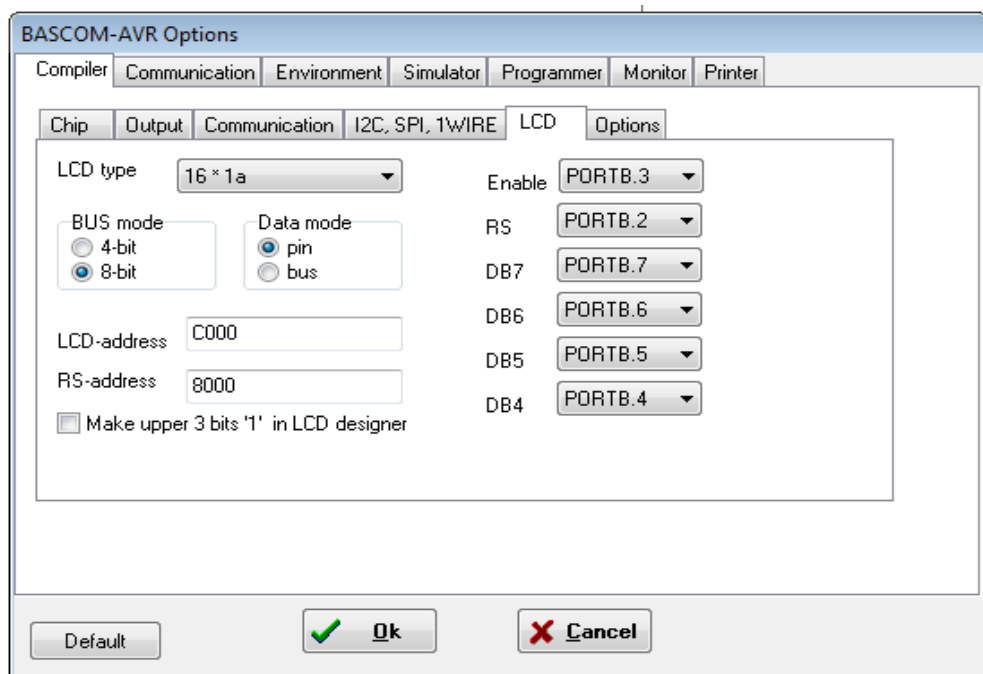 BASCOM-AVR Options
Compiler Communication Environment Simulator Programmer Monitor Printer
Chip Output Communication I2C, SPI, 1WIRE LCD Options
LCD type 16 * 1a
BUS mode
4-bit
8-bit
Data mode
pin
bus
LCD-address C000
RS-address 8000
Make upper 3 bits '1' in LCD designer
Enable PORTB.3
RS PORTB.2
DB7 PORTB.7
DB6 PORTB.6
DB5 PORTB.5
DB4 PORTB.4
Default Ok Cancel